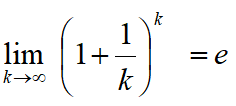 lim k→∞ (1 + 1/k)^k = e